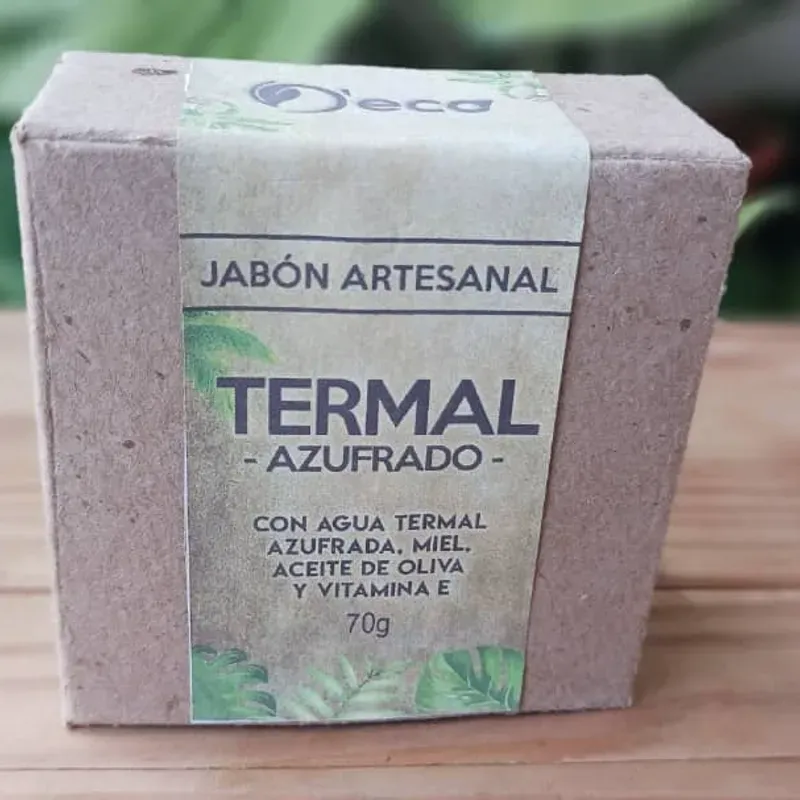 O'eco
JABÓN ARTESANAL
TERMAL
- AZUFRADO -
CON AGUA TERMAL
AZUFRADA, MIEL,
ACEITE DE OLIVA
Y VITAMINA E
70g